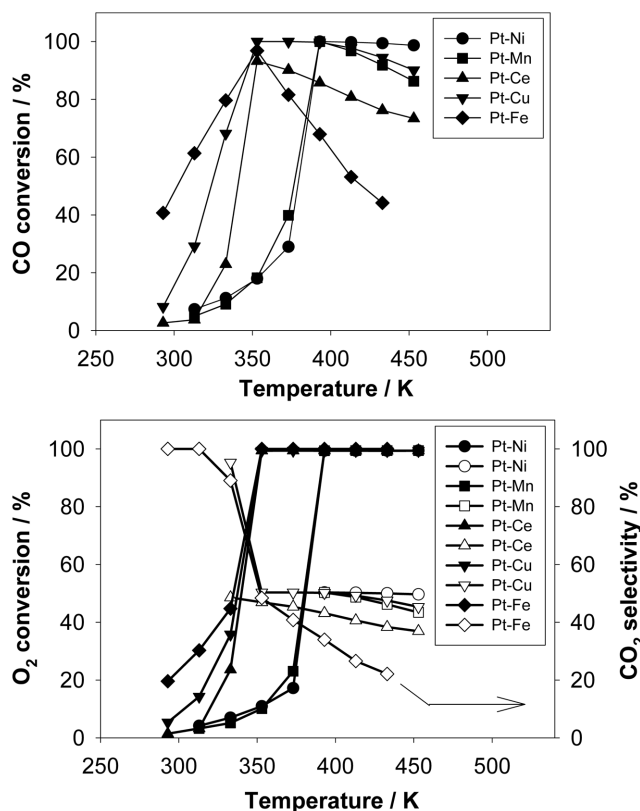 CO conversion / %
100
80
60
40
20
0
250 300 350 400 450 500
Temperature / K
Pt-Ni
Pt-Mn
Pt-Ce
Pt-Cu
Pt-Fe
O₂ conversion / %
100
80
60
40
20
0
250 300 350 400 450 500
Temperature / K
Pt-Ni
Pt-Ni
Pt-Mn
Pt-Mn
Pt-Ce
Pt-Ce
Pt-Cu
Pt-Cu
Pt-Fe
Pt-Fe
100
80
60
40
20
0
CO₂ selectivity / %